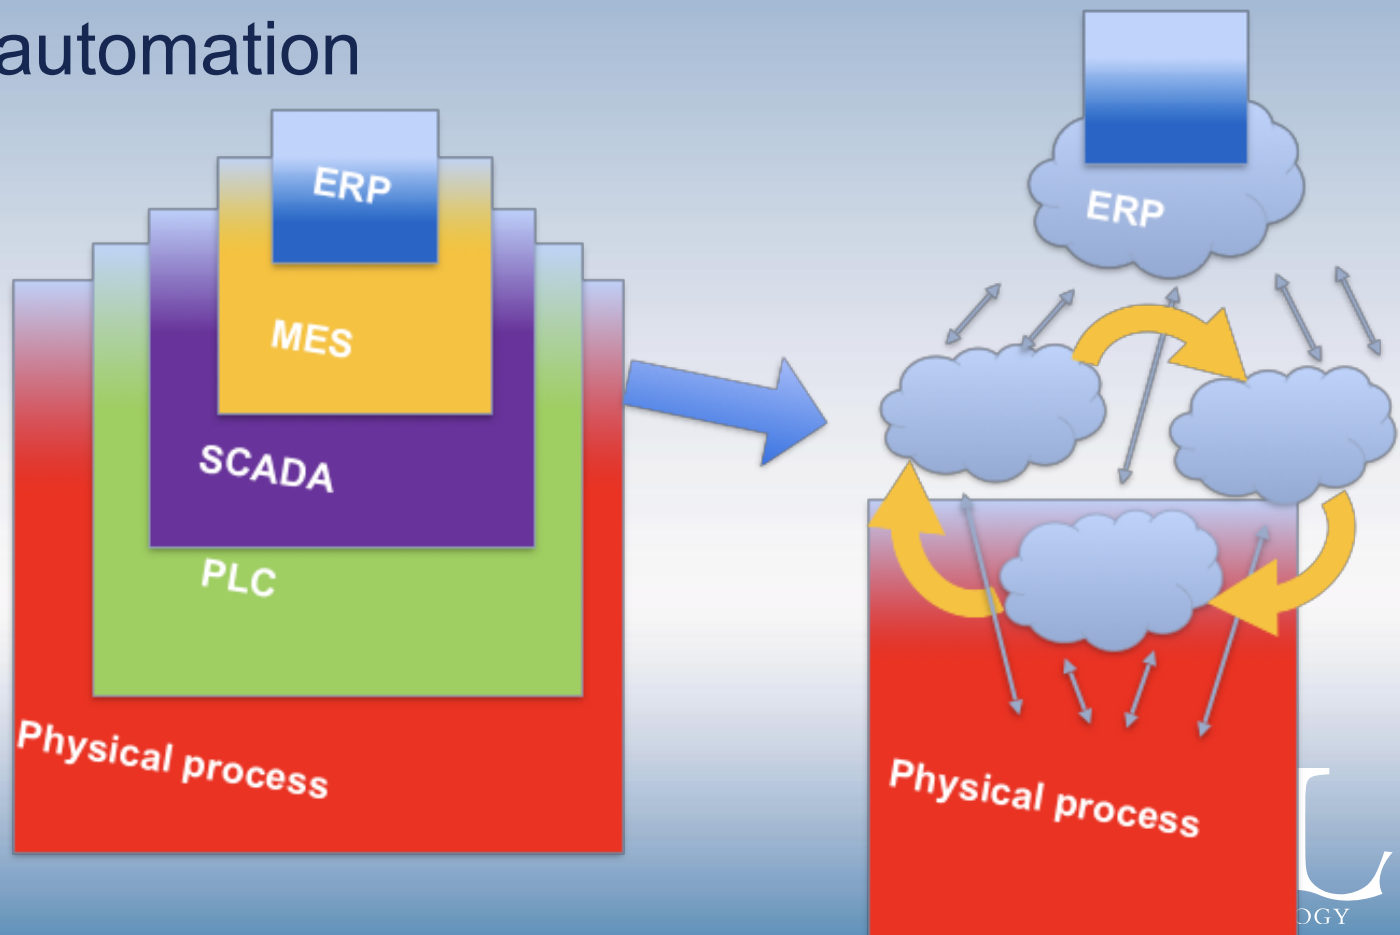 automation
ERP
MES
SCADA
PLC
Physical process
ERP
Physical process